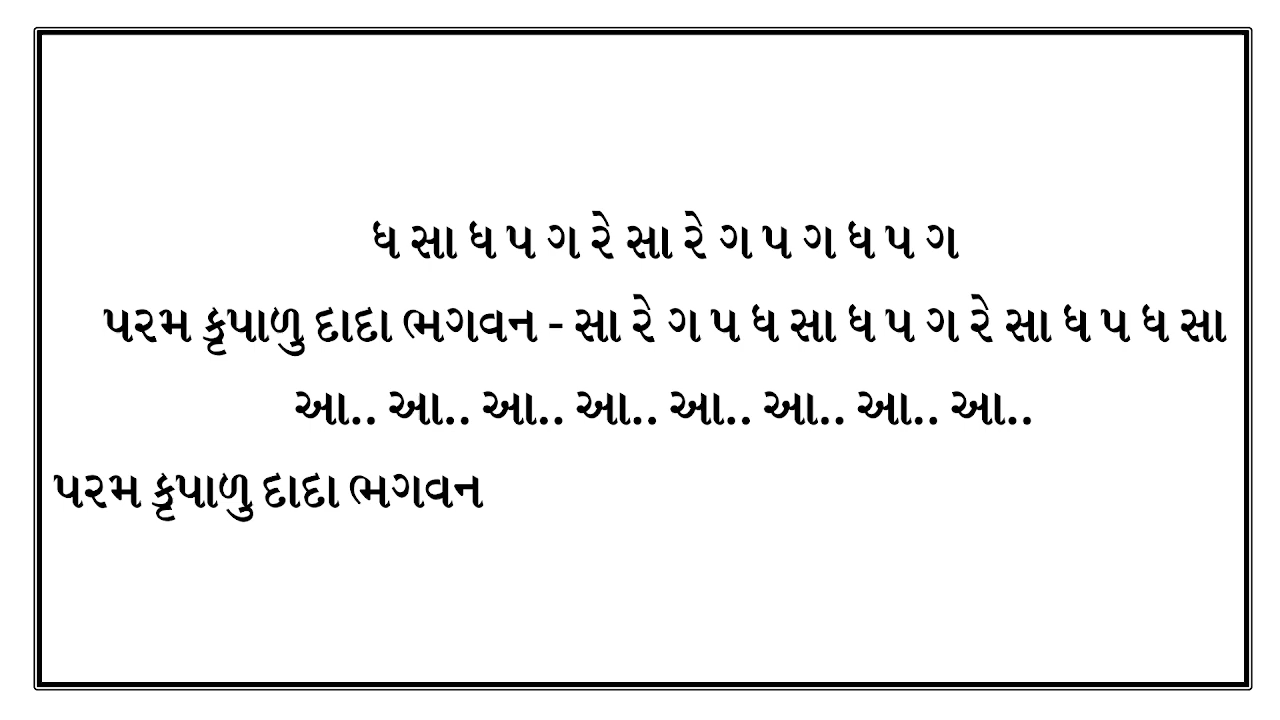 ધ સા ધ પ ગ રે સા રે ગ પ ગ ધ પ ગ
પરમ કૃપાળુ દાદા ભગવન - સા રે ગ પ ધ સા ધ પ ગ રે સા ધ પ ધ સા
આ.. આ.. આ.. આ.. આ.. આ.. આ.. આ..
પરમ કૃપાળુ દાદા ભગવન